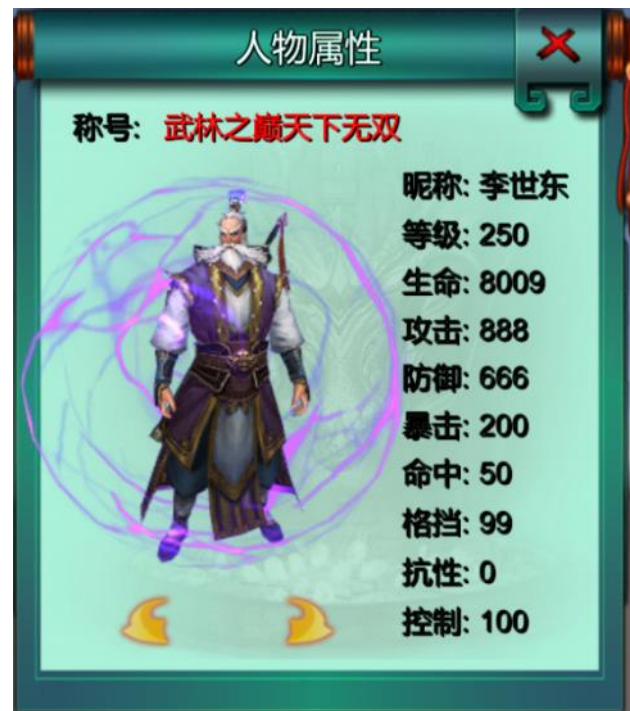 人物属性
称号: 武林之巅天下无双
昵称: 李世东
等级: 250
生命: 8009
攻击: 888
防御: 666
暴击: 200
命中: 50
格挡: 99
抗性: 0
控制: 100